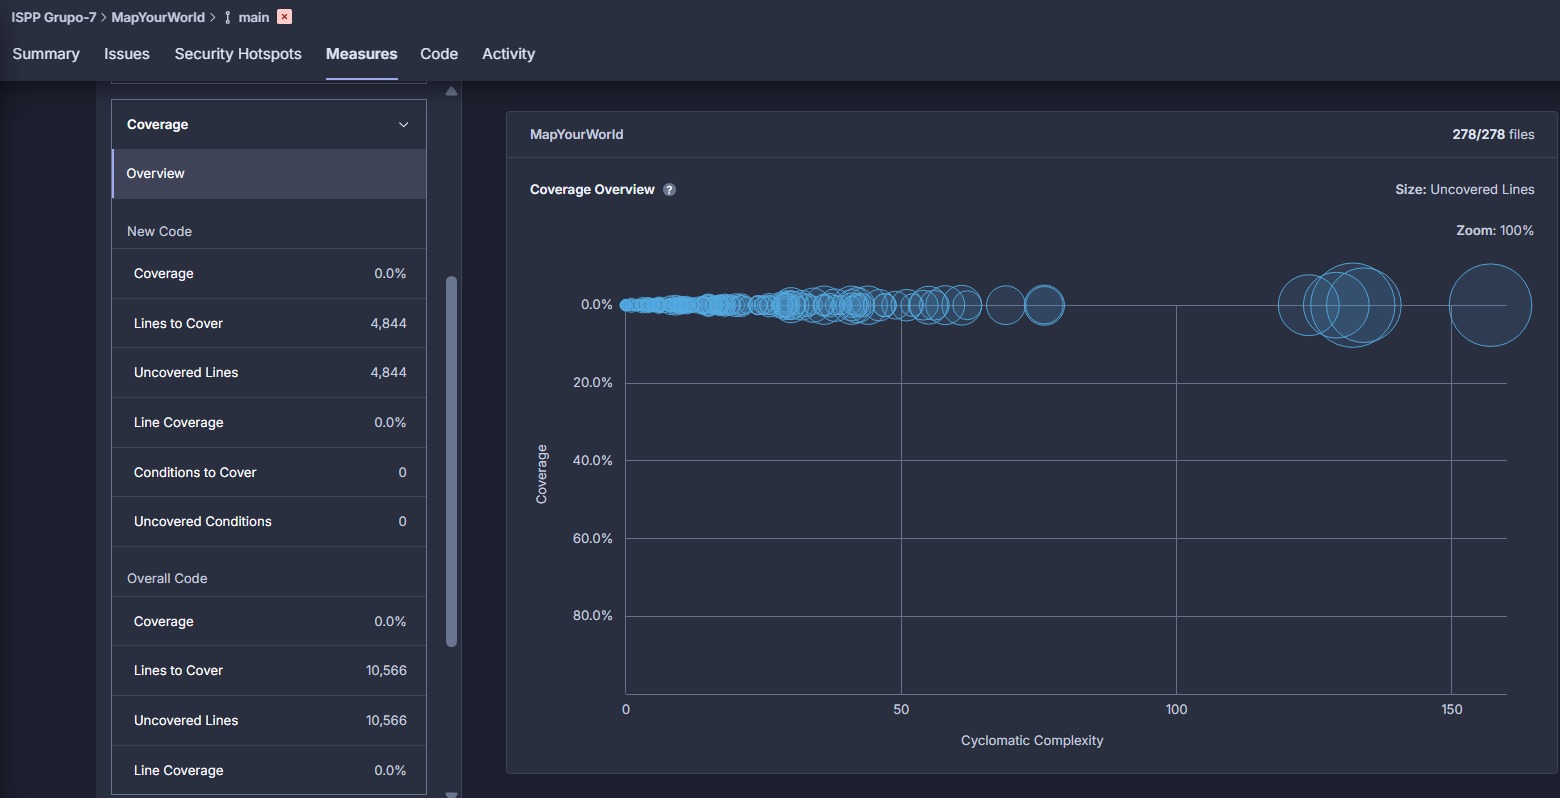 ISPP Grupo-7 > MapYourWorld > main
Summary Issues Security Hotspots Measures Code Activity
Coverage
Overview
New Code
Coverage 0.0%
Lines to Cover 4,844
Uncovered Lines 4,844
Line Coverage 0.0%
Conditions to Cover 0
Uncovered Conditions 0
Overall Code
Coverage 0.0%
Lines to Cover 10,566
Uncovered Lines 10,566
Line Coverage 0.0%
MapYourWorld 278/278 files
Coverage Overview ? Size: Uncovered Lines
Zoom: 100%
0.0%
20.0%
40.0%
60.0%
80.0%
Coverage
0 50 100 150
Cyclomatic Complexity